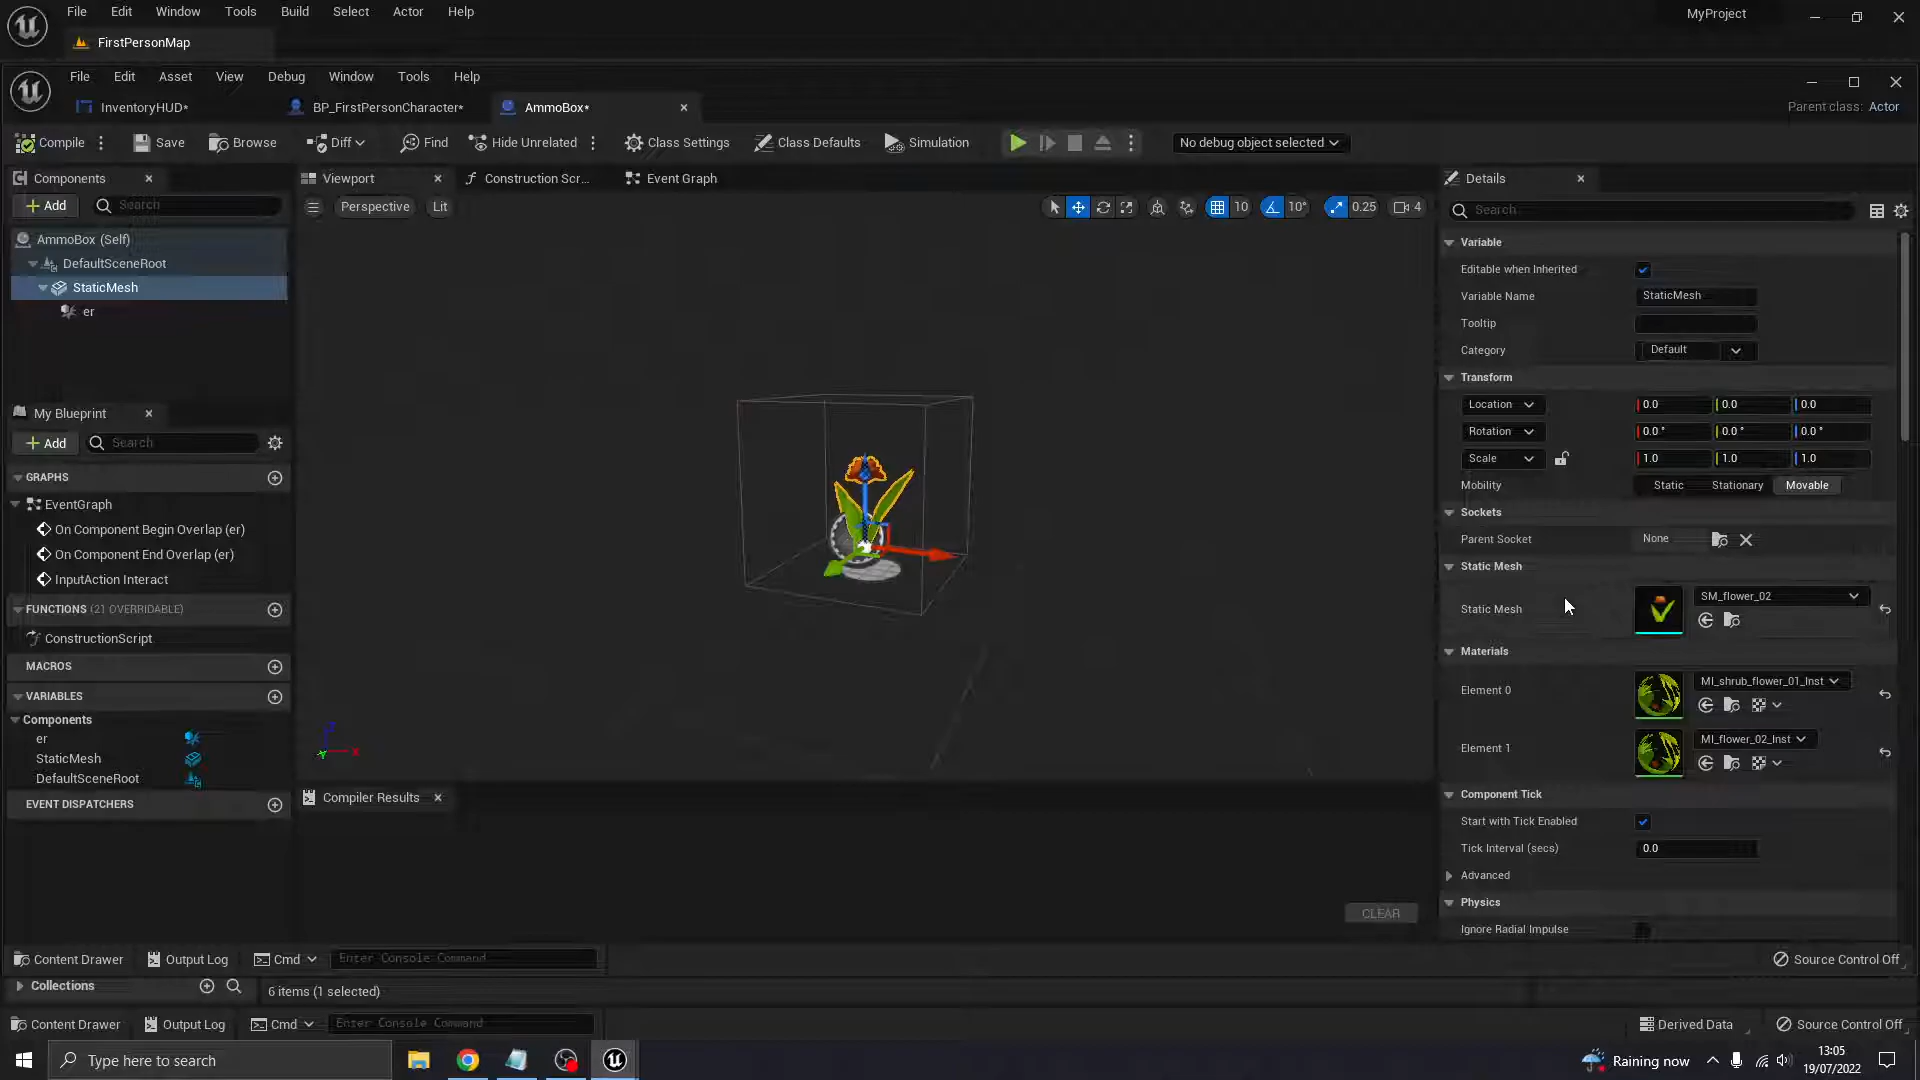 File Edit Window Tools Build Select Actor Help
MyProject
FirstPersonMap
File Edit Asset View Debug Window Tools Help
InventoryHUD* BP_FirstPersonCharacter* AmmoBox*
Parent class: Actor
Compile Save Browse Diff Find Hide Unrelated Class Settings Class Defaults Simulation No debug object selected
Components
Add Search
AmmoBox (Self)
DefaultSceneRoot
StaticMesh
er
My Blueprint
Add Search
GRAPHS
EventGraph
On Component Begin Overlap (er)
On Component End Overlap (er)
InputAction Interact
FUNCTIONS (21 OVERRIDABLE)
ConstructionScript
MACROS
VARIABLES
Components
er
StaticMesh
DefaultSceneRoot
EVENT DISPATCHERS
Viewport Construction Scr... Event Graph
Perspective Lit
10 10° 0.25 4
Z
X
Compiler Results
CLEAR
Details
Search
Variable
Editable when Inherited
Variable Name StaticMesh
Tooltip
Category Default
Transform
Location 0.0 0.0 0.0
Rotation 0.0° 0.0° 0.0°
Scale 1.0 1.0 1.0
Mobility Static Stationary Movable
Sockets
Parent Socket None
Static Mesh
Static Mesh SM_flower_02
Materials
Element 0 MI_shrub_flower_01_Inst
Element 1 MI_flower_02_Inst
Component Tick
Start with Tick Enabled
Tick Interval (secs) 0.0
Advanced
Physics
Ignore Radial Impulse
Content Drawer Output Log Cmd Enter Console Command
Source Control Off
Collections
6 items (1 selected)
Content Drawer Output Log Cmd Enter Console Command
Derived Data Source Control Off
Type here to search
Raining now
13:05
19/07/2022